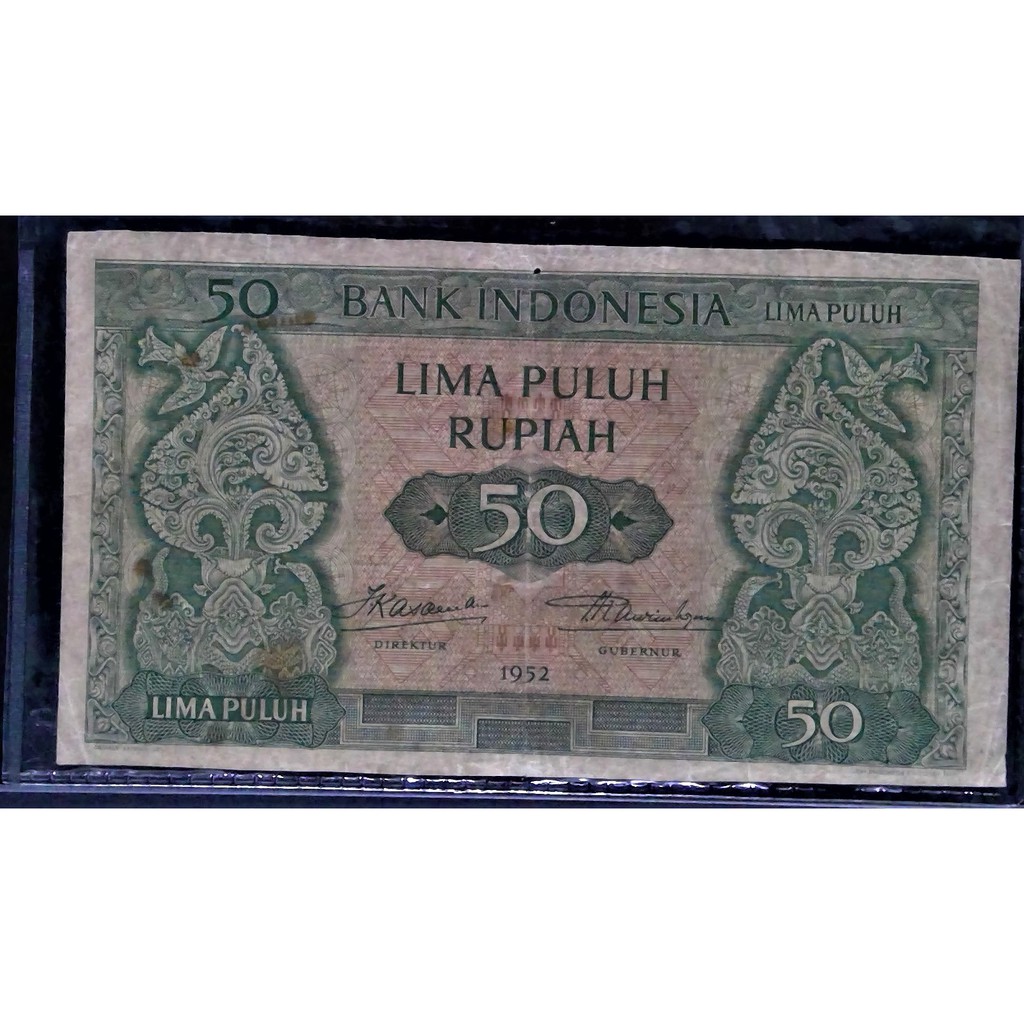 50 BANK INDONESIA LIMA PULUH
LIMA PULUH
RUPIAH
50
DIREKTUR GUBERNUR
1952
LIMA PULUH 50